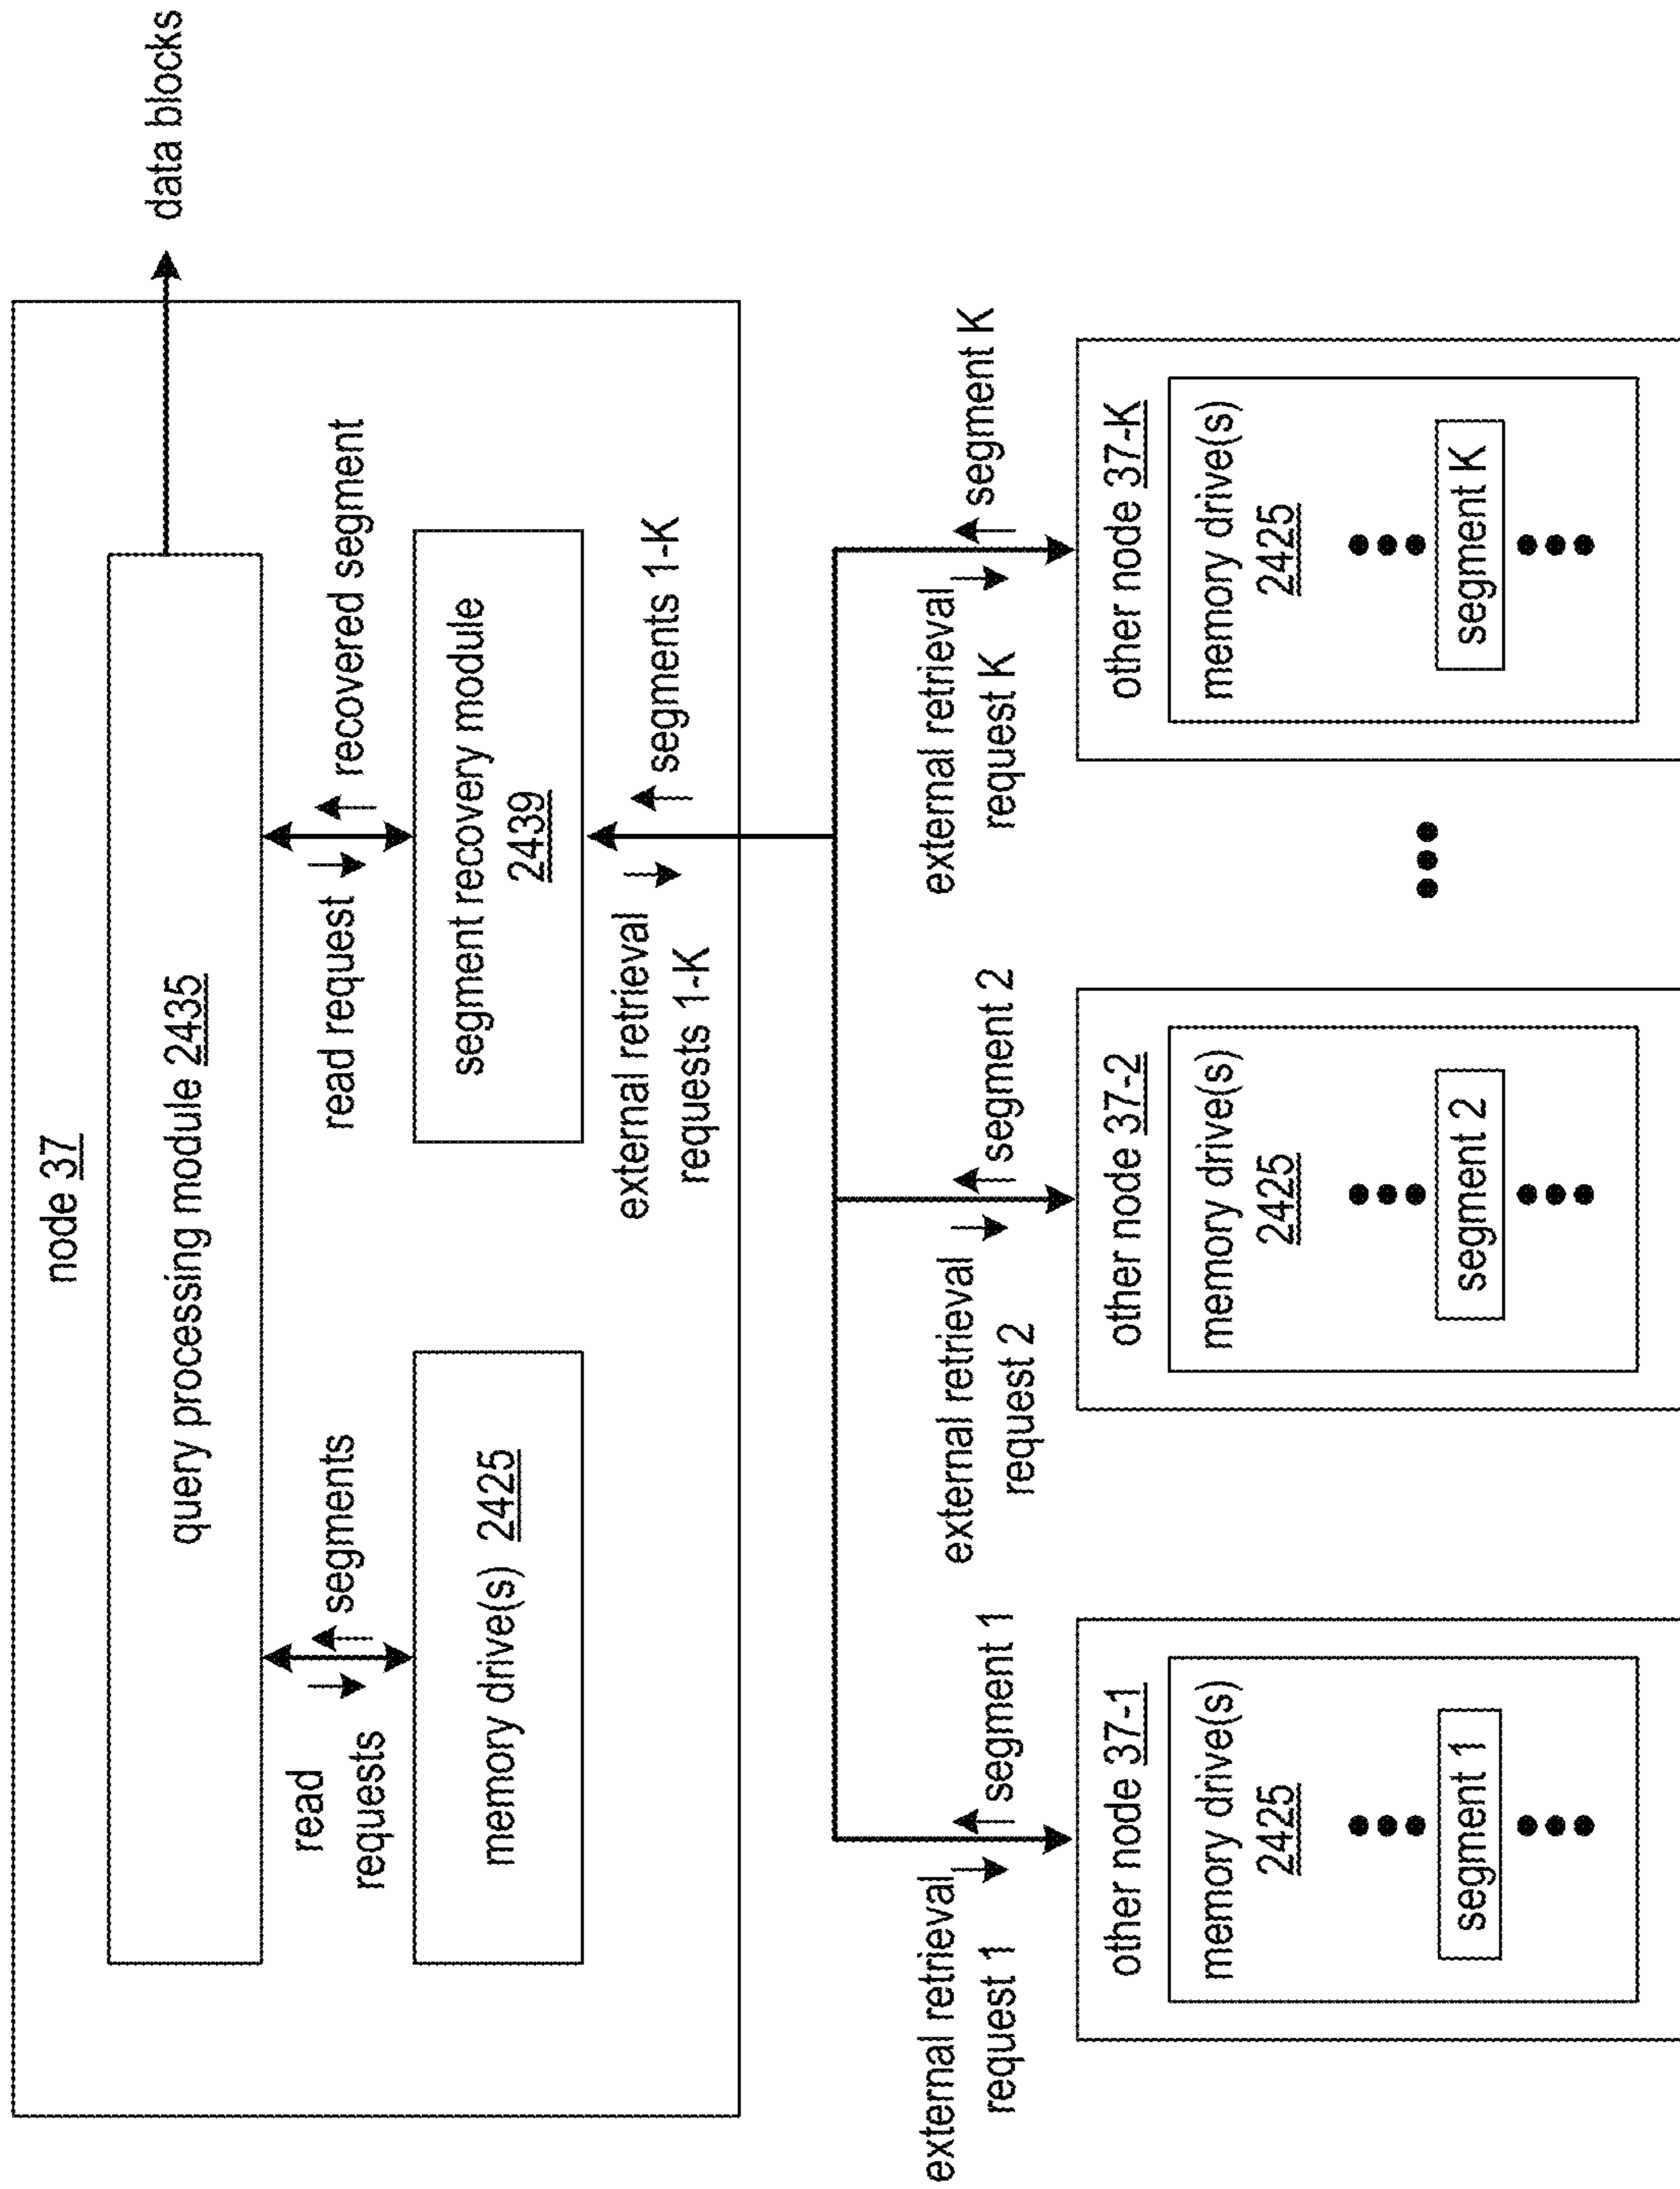 node 37
data blocks
query processing module 2435
read
requests
segments
read request
recovered segment
memory drive(s) 2425
segment recovery module
2439
external retrieval
requests 1-K
segments 1-K
external retrieval
request 1
segment 1
external retrieval
request 2
segment 2
external retrieval
request K
segment K
other node 37-1
memory drive(s)
2425
segment 1
other node 37-2
memory drive(s)
2425
segment 2
other node 37-K
memory drive(s)
2425
segment K